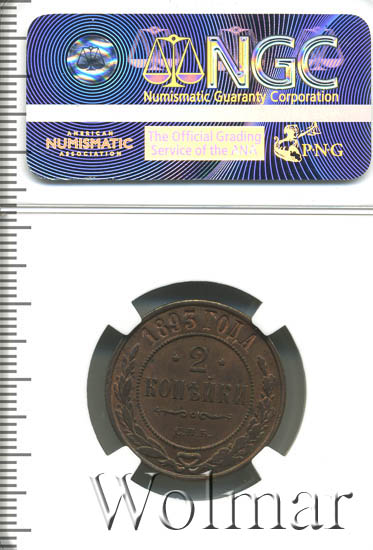 NGC
Numismatic Guaranty Corporation
AMERICAN
NUMISMATIC
ASSOCIATION
The Official Grading
Service of the PNG
P·N·G
1893 ГОДА
2
КОПѢЙКИ
С.П.Б.
Wolmar